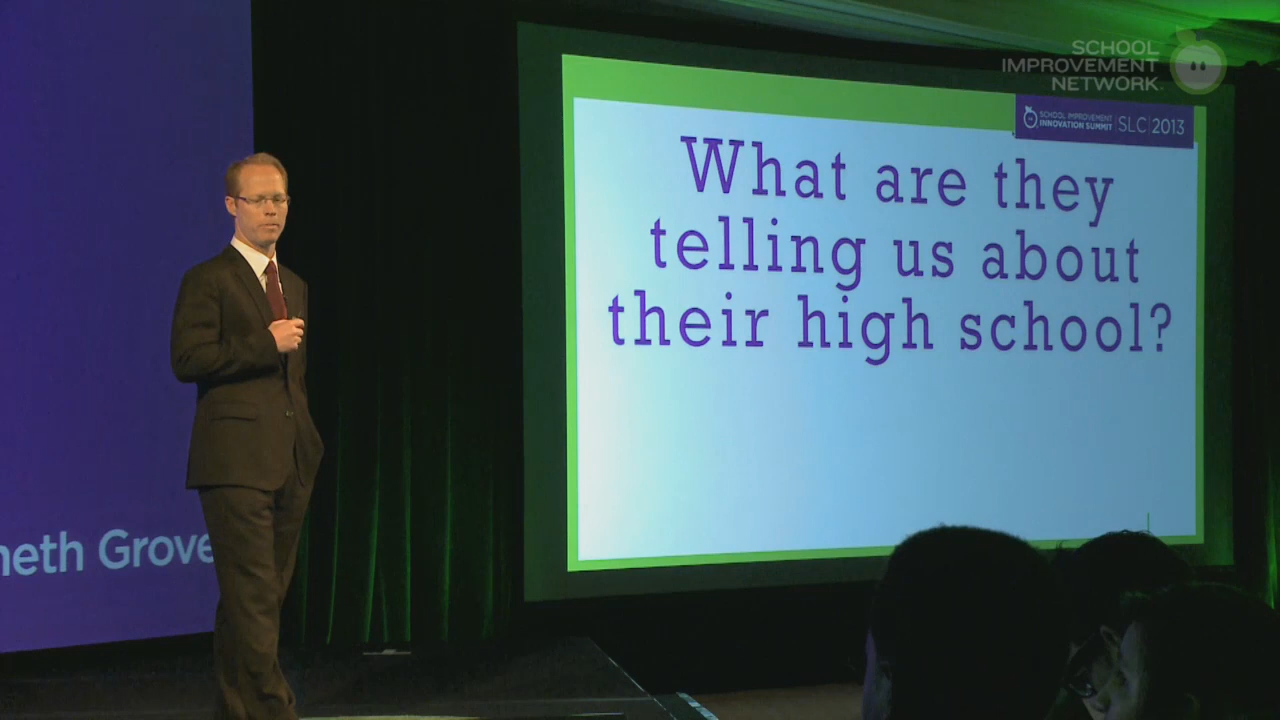 SCHOOL
IMPROVEMENT
NETWORK
SCHOOL IMPROVEMENT
INNOVATION SUMMIT
SLC 2013
What are they
telling us about
their high school?
neth Grove